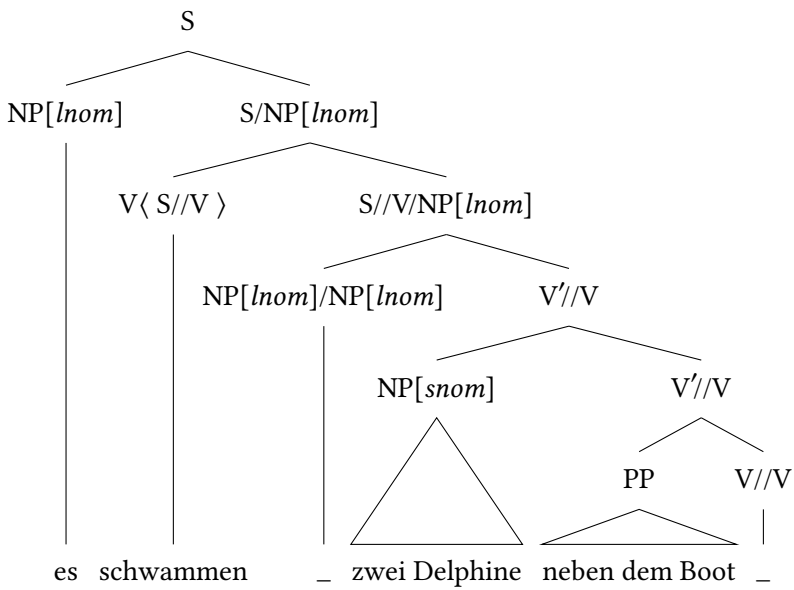 S
NP[lnom] S/NP[lnom]
V⟨ S//V ⟩ S//V/NP[lnom]
NP[lnom]/NP[lnom] V′//V
NP[snom] V′//V
PP V//V
es schwammen _ zwei Delphine neben dem Boot _